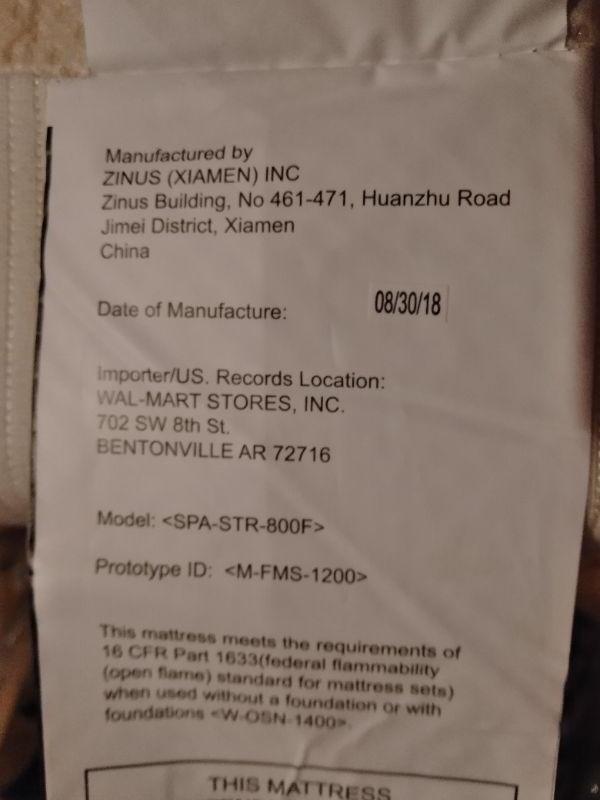 Manufactured by
ZINUS (XIAMEN) INC
Zinus Building, No 461-471, Huanzhu Road
Jimei District, Xiamen
China
Date of Manufacture: 08/30/18
Importer/US. Records Location:
WAL-MART STORES, INC.
702 SW 8th St.
BENTONVILLE AR 72716
Model: <SPA-STR-800F>
Prototype ID: <M-FMS-1200>
This mattress meets the requirements of
16 CFR Part 1633(federal flammability
(open flame) standard for mattress sets)
when used without a foundation or with
foundations <W-OSN-1400>.
THIS MATTRESS